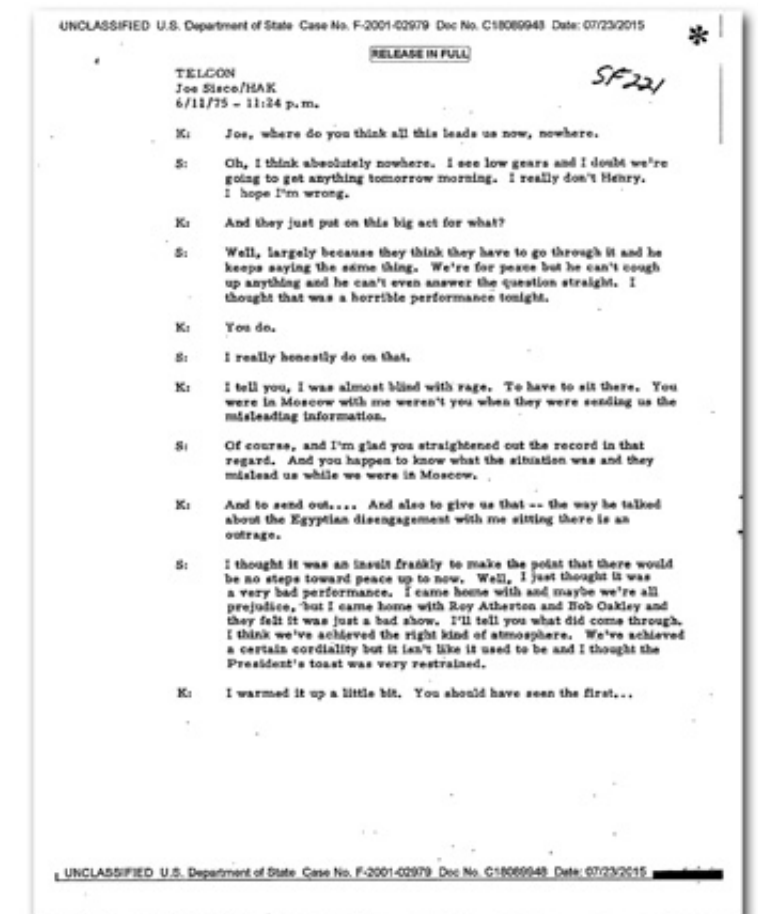 UNCLASSIFIED U.S. Department of State Case No. F-2001-02979 Doc No. C18089948 Date: 07/23/2015
*
RELEASE IN FULL
SF221
TELCON
Joe Sisco/HAK
6/11/75 - 11:24 p.m.
K: Joe, where do you think all this leads us now, nowhere.
S: Oh, I think absolutely nowhere. I see low gears and I doubt we're
going to get anything tomorrow morning. I really don't Henry.
I hope I'm wrong.
K: And they just put on this big act for what?
S: Well, largely because they think they have to go through it and he
keeps saying the same thing. We're for peace but he can't cough
up anything and he can't even answer the question straight. I
thought that was a horrible performance tonight.
K: You do.
S: I really honestly do on that.
K: I tell you, I was almost blind with rage. To have to sit there. You
were in Moscow with me weren't you when they were sending us the
misleading information.
S: Of course, and I'm glad you straightened out the record in that
regard. And you happen to know what the situation was and they
mislead us while we were in Moscow.
K: And to send out.... And also to give us that -- the way he talked
about the Egyptian disengagement with me sitting there is an
outrage.
S: I thought it was an insult frankly to make the point that there would
be no steps toward peace up to now. Well, I just thought it was
a very bad performance. I came home with and maybe we're all
prejudice, but I came home with Roy Atherton and Bob Oakley and
they felt it was just a bad show. I'll tell you what did come through.
I think we've achieved the right kind of atmosphere. We've achieved
a certain cordiality but it isn't like it used to be and I thought the
President's toast was very restrained.
K: I warmed it up a little bit. You should have seen the first...
UNCLASSIFIED U.S. Department of State Case No. F-2001-02979 Doc No. C18089948 Date: 07/23/2015